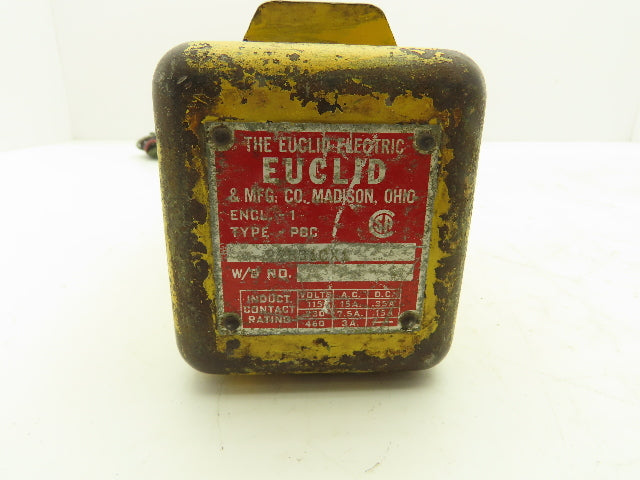 THE EUCLID ELECTRIC
EUCLID
& MFG. CO. MADISON, OHIO
ENCL. - 1
TYPE - PBC
W/D NO.
INDUCT. CONTACT RATING
VOLTS A.C. D.C.
115 15A. .35A
230 7.5A. .15A
460 3A. —